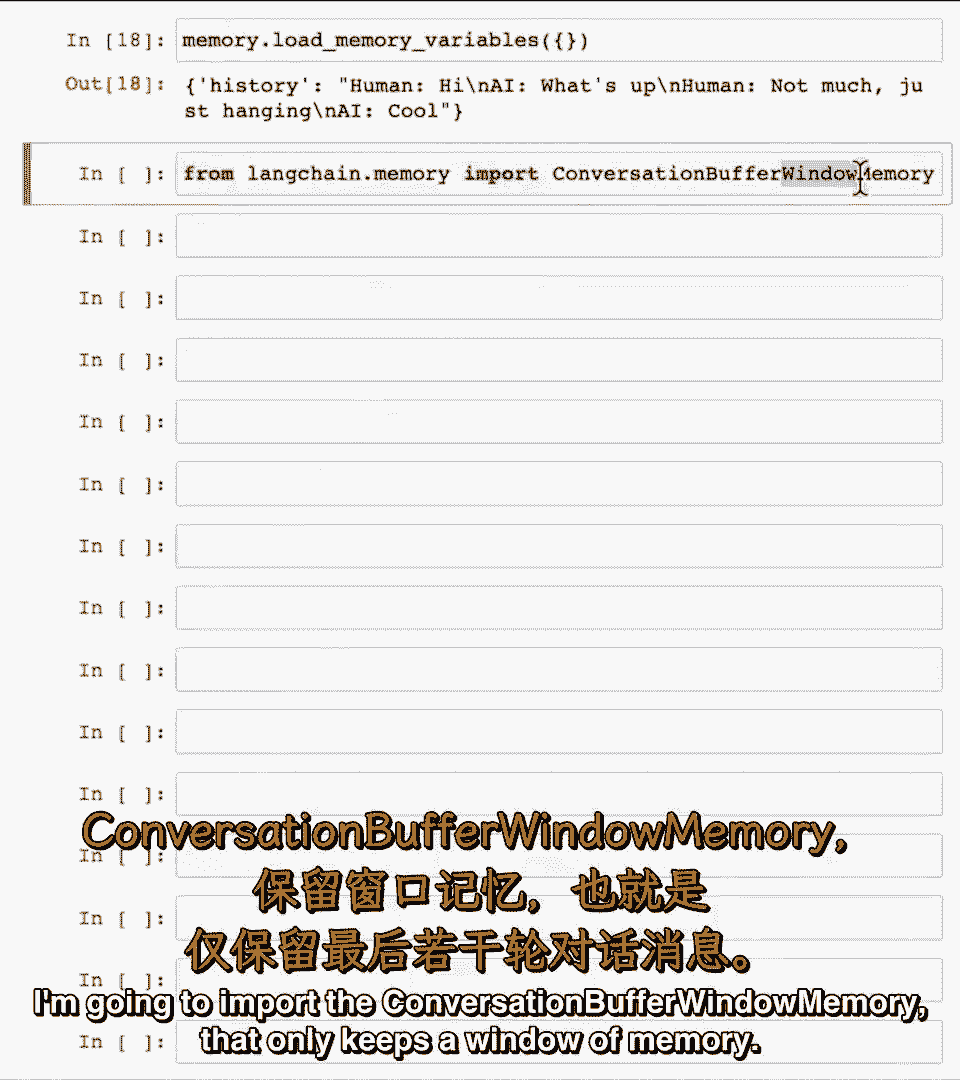 In [18]: memory.load_memory_variables({})
Out[18]: {'history': "Human: Hi\nAI: What's up\nHuman: Not much, ju
st hanging\nAI: Cool"}
In [ ]: from langchain.memory import ConversationBufferWindowMemory
In [ ]:
In [ ]:
In [ ]:
In [ ]:
In [ ]:
In [ ]:
In [ ]:
In [ ]:
In [ ]:
In [ ]:
ConversationBufferWindowMemory,
In [ ]:
保留窗口记忆，也就是
In [ ]:
仅保留最后若干轮对话消息。
In [ ]:
I'm going to import the ConversationBufferWindowMemory,
that only keeps a window of memory.
In [ ]: